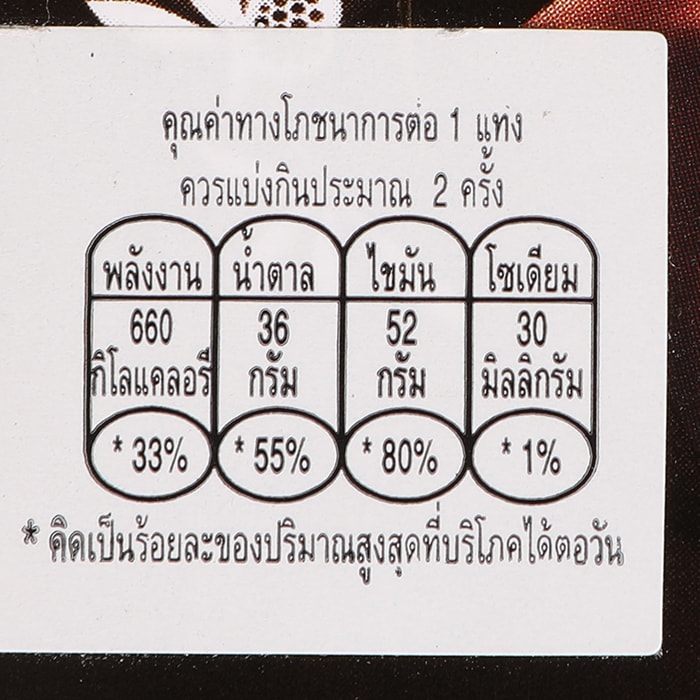 คุณค่าทางโภชนาการต่อ 1 แท่ง
ควรแบ่งกินประมาณ 2 ครั้ง
พลังงาน น้ำตาล ไขมัน โซเดียม
660 36 52 30
กิโลแคลอรี กรัม กรัม มิลลิกรัม
* 33% * 55% * 80% * 1%
* คิดเป็นร้อยละของปริมาณสูงสุดที่บริโภคได้ต่อวัน